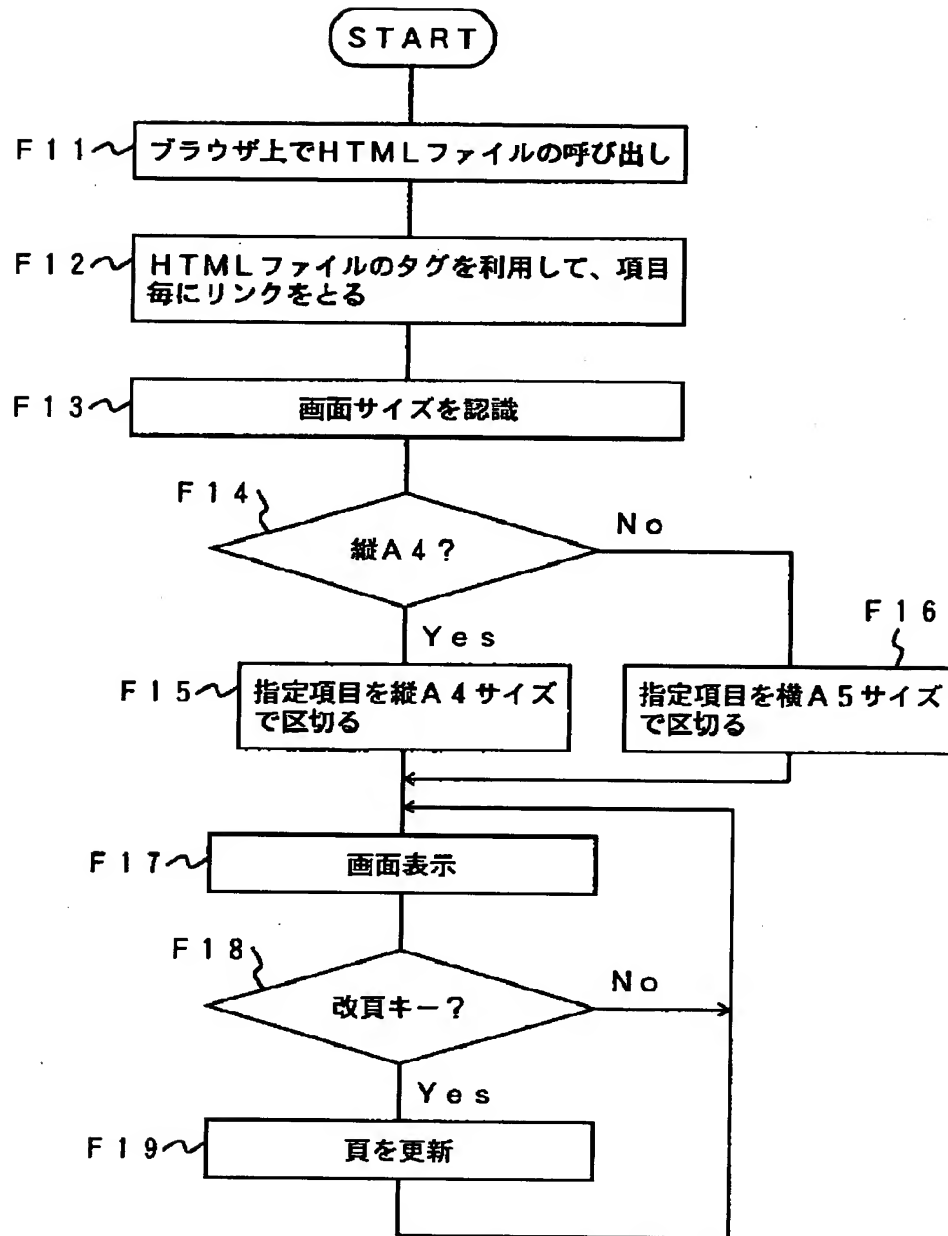 START
F11
ブラウザ上でHTMLファイルの呼び出し
F12
HTMLファイルのタグを利用して、項目
毎にリンクをとる
F13
画面サイズを認識
F14
縦A4?
No
Yes
F15
指定項目を縦A4サイズ
で区切る
F16
指定項目を横A5サイズ
で区切る
F17
画面表示
F18
改頁キー?
No
Yes
F19
頁を更新